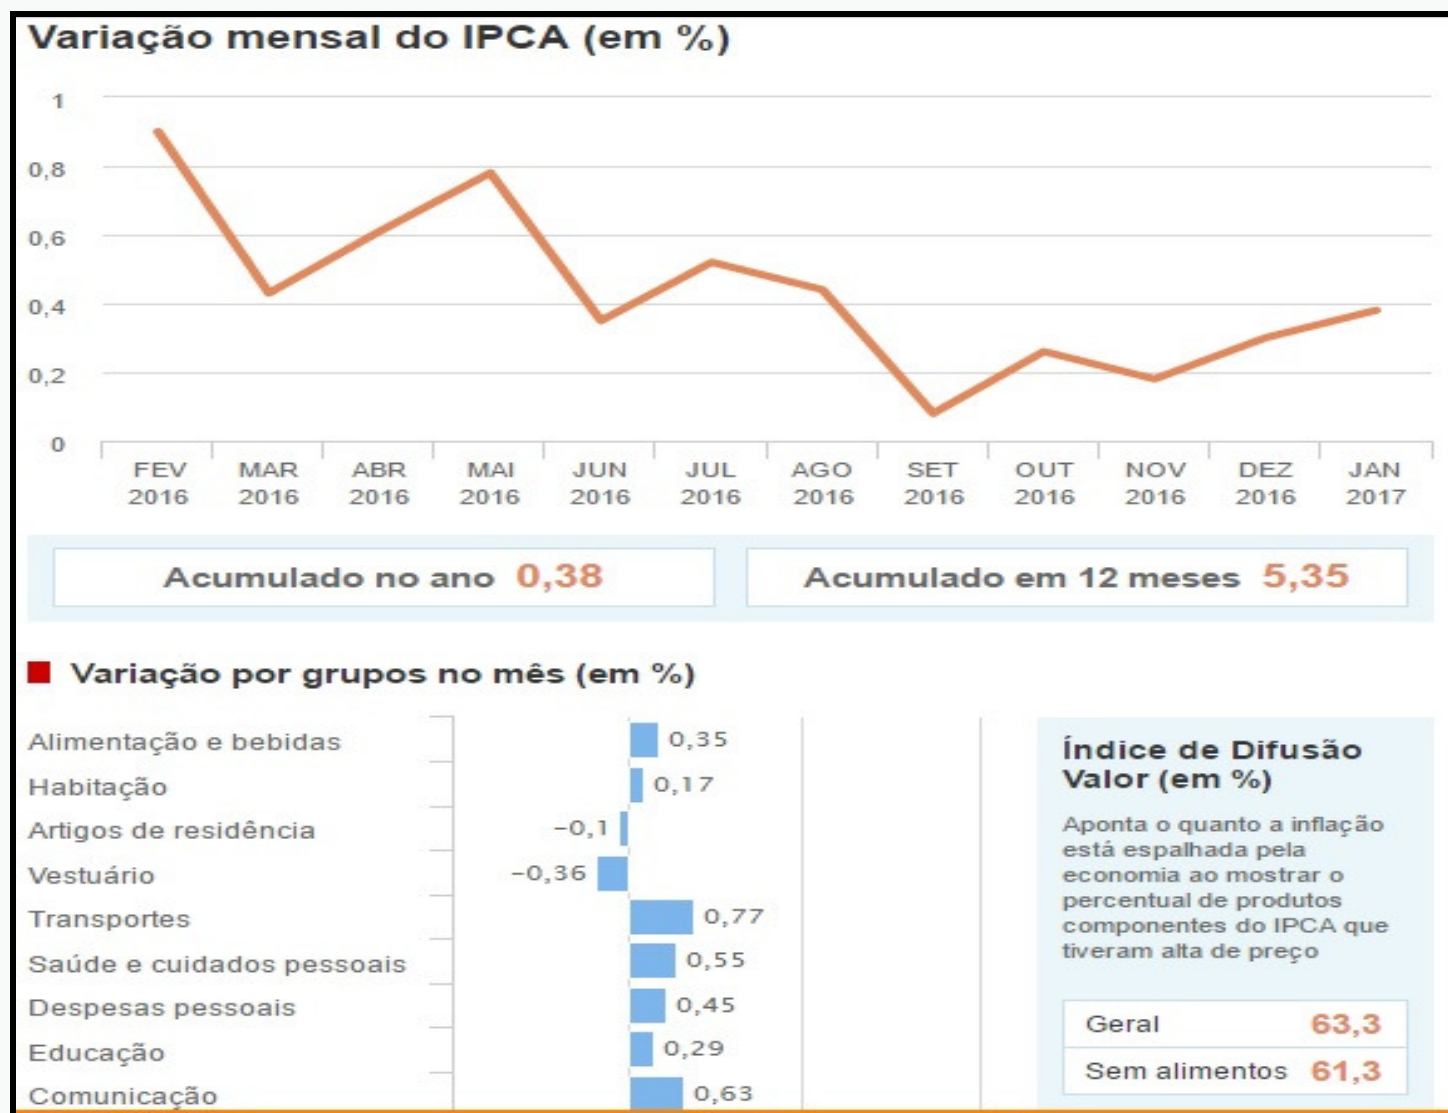 Variação mensal do IPCA (em %)
1
0,8
0,6
0,4
0,2
0
FEV MAR ABR MAI JUN JUL AGO SET OUT NOV DEZ JAN
2016 2016 2016 2016 2016 2016 2016 2016 2016 2016 2016 2017
Acumulado no ano 0,38
Acumulado em 12 meses 5,35
Variação por grupos no mês (em %)
Alimentação e bebidas 0,35
Habitação 0,17
Artigos de residência −0,1
Vestuário −0,36
Transportes 0,77
Saúde e cuidados pessoais 0,55
Despesas pessoais 0,45
Educação 0,29
Comunicação 0,63
Índice de Difusão
Valor (em %)
Aponta o quanto a inflação
está espalhada pela
economia ao mostrar o
percentual de produtos
componentes do IPCA que
tiveram alta de preço
Geral 63,3
Sem alimentos 61,3